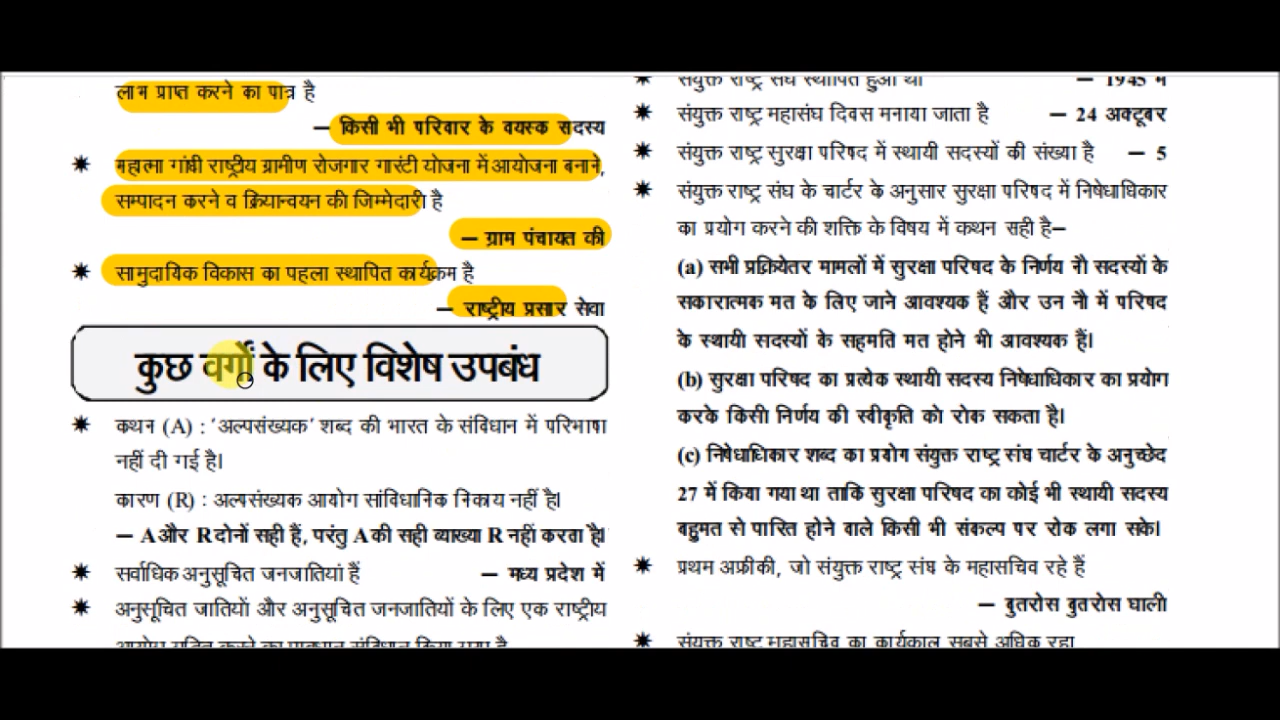 लाभ प्राप्त करने का पात्र है
– किसी भी परिवार के वयस्क सदस्य
✷ महात्मा गांधी राष्ट्रीय ग्रामीण रोजगार गारंटी योजना में आयोजना बनाने,
सम्पादन करने व क्रियान्वयन की जिम्मेदारी है
– ग्राम पंचायत की
✷ सामुदायिक विकास का पहला स्थापित कार्यक्रम है
– राष्ट्रीय प्रसार सेवा
कुछ वर्गों के लिए विशेष उपबंध
✷ कथन (A) : 'अल्पसंख्यक' शब्द की भारत के संविधान में परिभाषा
नहीं दी गई है।
कारण (R) : अल्पसंख्यक आयोग सांविधानिक निकाय नहीं है।
– A और R दोनों सही हैं, परंतु A की सही व्याख्या R नहीं करता है।
✷ सर्वाधिक अनुसूचित जनजातियां हैं – मध्य प्रदेश में
✷ अनुसूचित जातियों और अनुसूचित जनजातियों के लिए एक राष्ट्रीय
आयोग गठित करने का प्रावधान संविधान किया गया है
संयुक्त राष्ट्र संघ स्थापित हुआ था – 1945 में
✷ संयुक्त राष्ट्र महासंघ दिवस मनाया जाता है – 24 अक्टूबर
✷ संयुक्त राष्ट्र सुरक्षा परिषद में स्थायी सदस्यों की संख्या है – 5
✷ संयुक्त राष्ट्र संघ के चार्टर के अनुसार सुरक्षा परिषद में निषेधाधिकार
का प्रयोग करने की शक्ति के विषय में कथन सही है–
(a) सभी प्रक्रियेतर मामलों में सुरक्षा परिषद के निर्णय नौ सदस्यों के
सकारात्मक मत के लिए जाने आवश्यक हैं और उन नौ में परिषद
के स्थायी सदस्यों के सहमति मत होने भी आवश्यक हैं।
(b) सुरक्षा परिषद का प्रत्येक स्थायी सदस्य निषेधाधिकार का प्रयोग
करके किसी निर्णय की स्वीकृति को रोक सकता है।
(c) निषेधाधिकार शब्द का प्रयोग संयुक्त राष्ट्र संघ चार्टर के अनुच्छेद
27 में किया गया था ताकि सुरक्षा परिषद का कोई भी स्थायी सदस्य
बहुमत से पारित होने वाले किसी भी संकल्प पर रोक लगा सके।
✷ प्रथम अफ्रीकी, जो संयुक्त राष्ट्र संघ के महासचिव रहे हैं
– बुतरोस बुतरोस घाली
✷ संयुक्त राष्ट्र महासचिव का कार्यकाल सबसे अधिक रहा